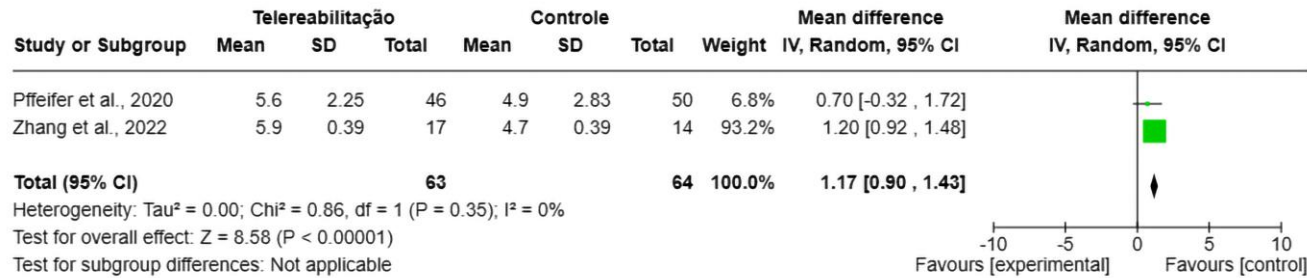 Telereabilitação Controle Mean difference Mean difference
Study or Subgroup Mean SD Total Mean SD Total Weight IV, Random, 95% CI IV, Random, 95% CI
Pffeifer et al., 2020 5.6 2.25 46 4.9 2.83 50 6.8% 0.70 [-0.32 , 1.72]
Zhang et al., 2022 5.9 0.39 17 4.7 0.39 14 93.2% 1.20 [0.92 , 1.48]
Total (95% CI) 63 64 100.0% 1.17 [0.90 , 1.43]
Heterogeneity: Tau² = 0.00; Chi² = 0.86, df = 1 (P = 0.35); I² = 0%
Test for overall effect: Z = 8.58 (P < 0.00001)
Test for subgroup differences: Not applicable
-10 -5 0 5 10
Favours [experimental] Favours [control]